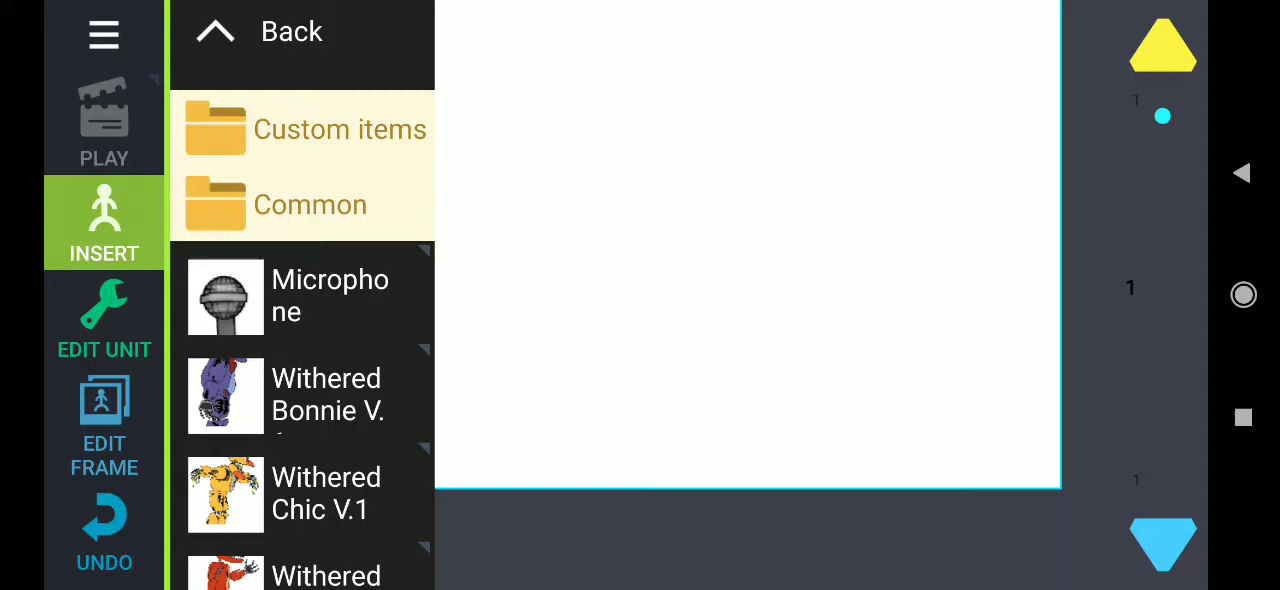 Back
PLAY
Custom items
Common
INSERT
Micropho
ne
EDIT UNIT
Withered
Bonnie V.
EDIT
FRAME
Withered
Chic V.1
UNDO
Withered
1
1
1